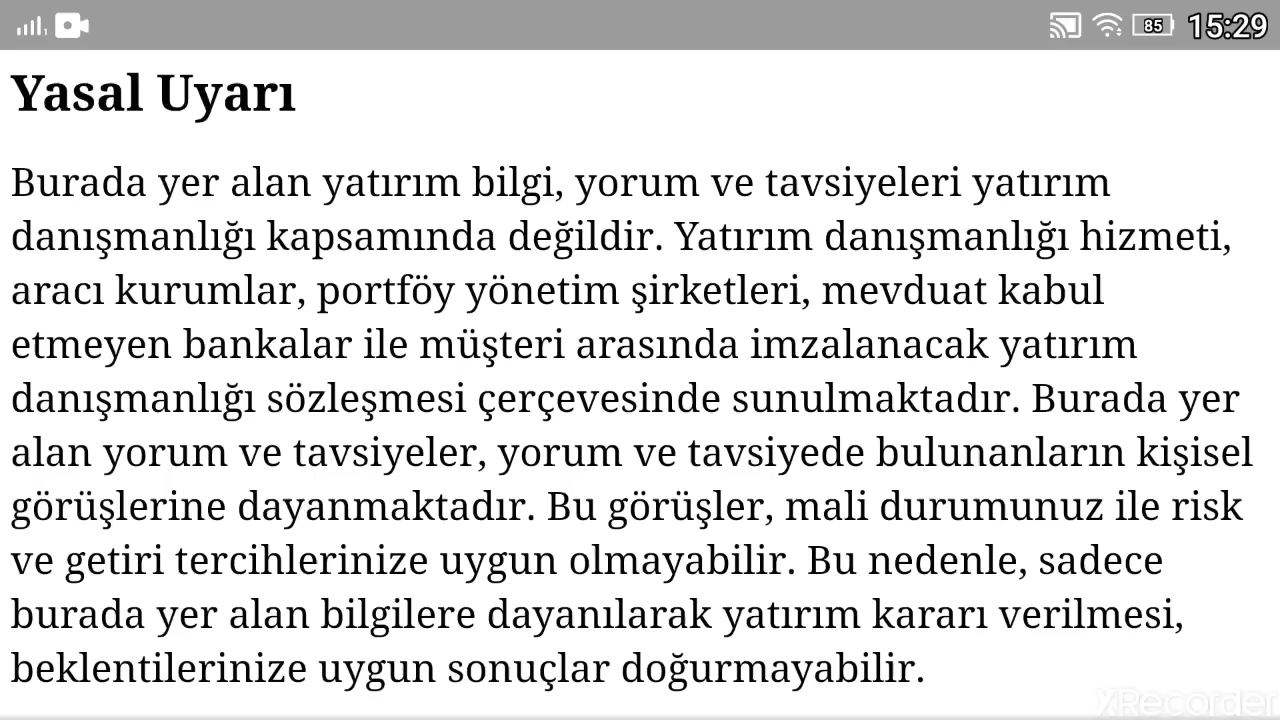 85 15:29
Yasal Uyarı
Burada yer alan yatırım bilgi, yorum ve tavsiyeleri yatırım
danışmanlığı kapsamında değildir. Yatırım danışmanlığı hizmeti,
aracı kurumlar, portföy yönetim şirketleri, mevduat kabul
etmeyen bankalar ile müşteri arasında imzalanacak yatırım
danışmanlığı sözleşmesi çerçevesinde sunulmaktadır. Burada yer
alan yorum ve tavsiyeler, yorum ve tavsiyede bulunanların kişisel
görüşlerine dayanmaktadır. Bu görüşler, mali durumunuz ile risk
ve getiri tercihlerinize uygun olmayabilir. Bu nedenle, sadece
burada yer alan bilgilere dayanılarak yatırım kararı verilmesi,
beklentilerinize uygun sonuçlar doğurmayabilir.
XRecorder